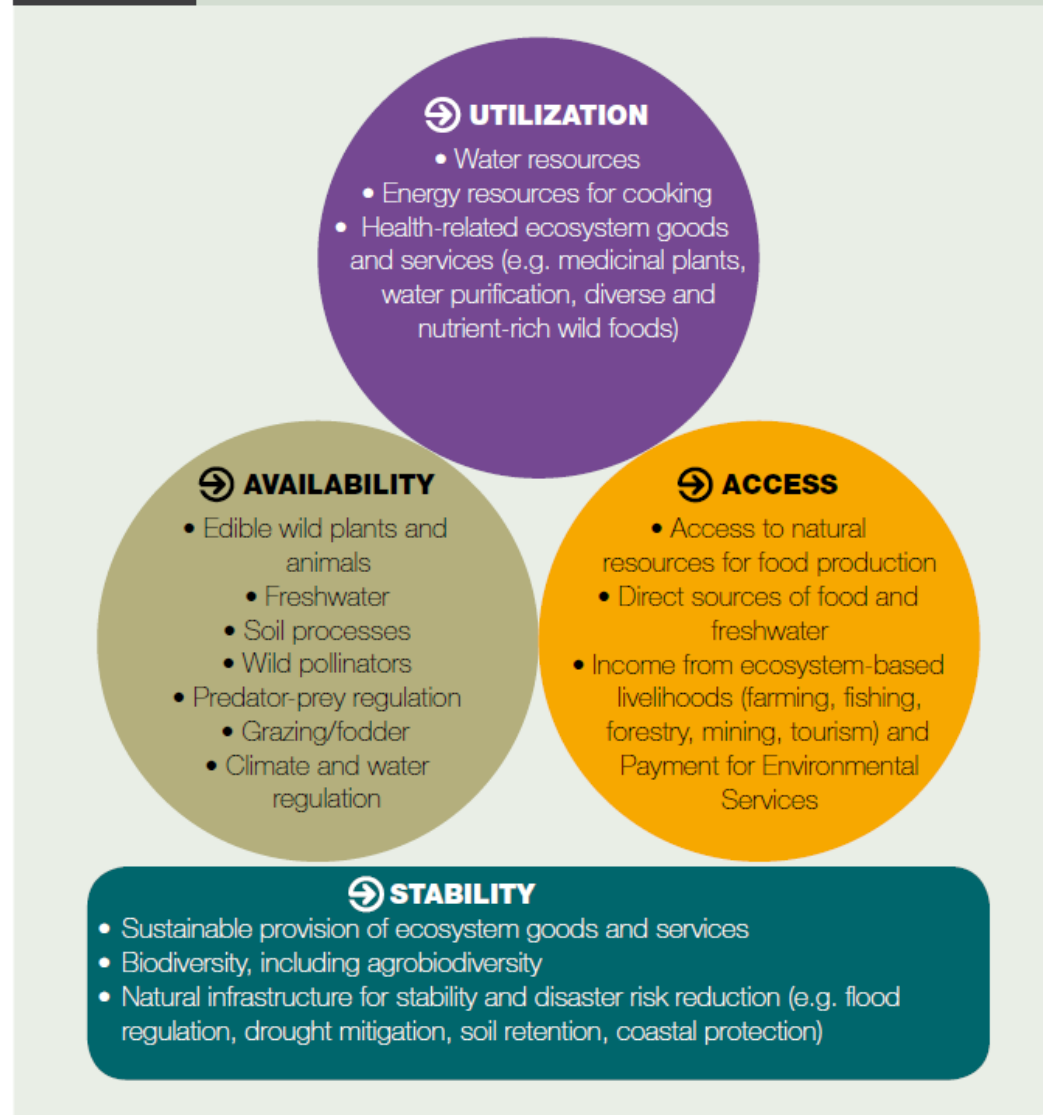 UTILIZATION
• Water resources
• Energy resources for cooking
• Health-related ecosystem goods
and services (e.g. medicinal plants,
water purification, diverse and
nutrient-rich wild foods)
AVAILABILITY
• Edible wild plants and
animals
• Freshwater
• Soil processes
• Wild pollinators
• Predator-prey regulation
• Grazing/fodder
• Climate and water
regulation
ACCESS
• Access to natural
resources for food production
• Direct sources of food and
freshwater
• Income from ecosystem-based
livelihoods (farming, fishing,
forestry, mining, tourism) and
Payment for Environmental
Services
STABILITY
• Sustainable provision of ecosystem goods and services
• Biodiversity, including agrobiodiversity
• Natural infrastructure for stability and disaster risk reduction (e.g. flood
regulation, drought mitigation, soil retention, coastal protection)